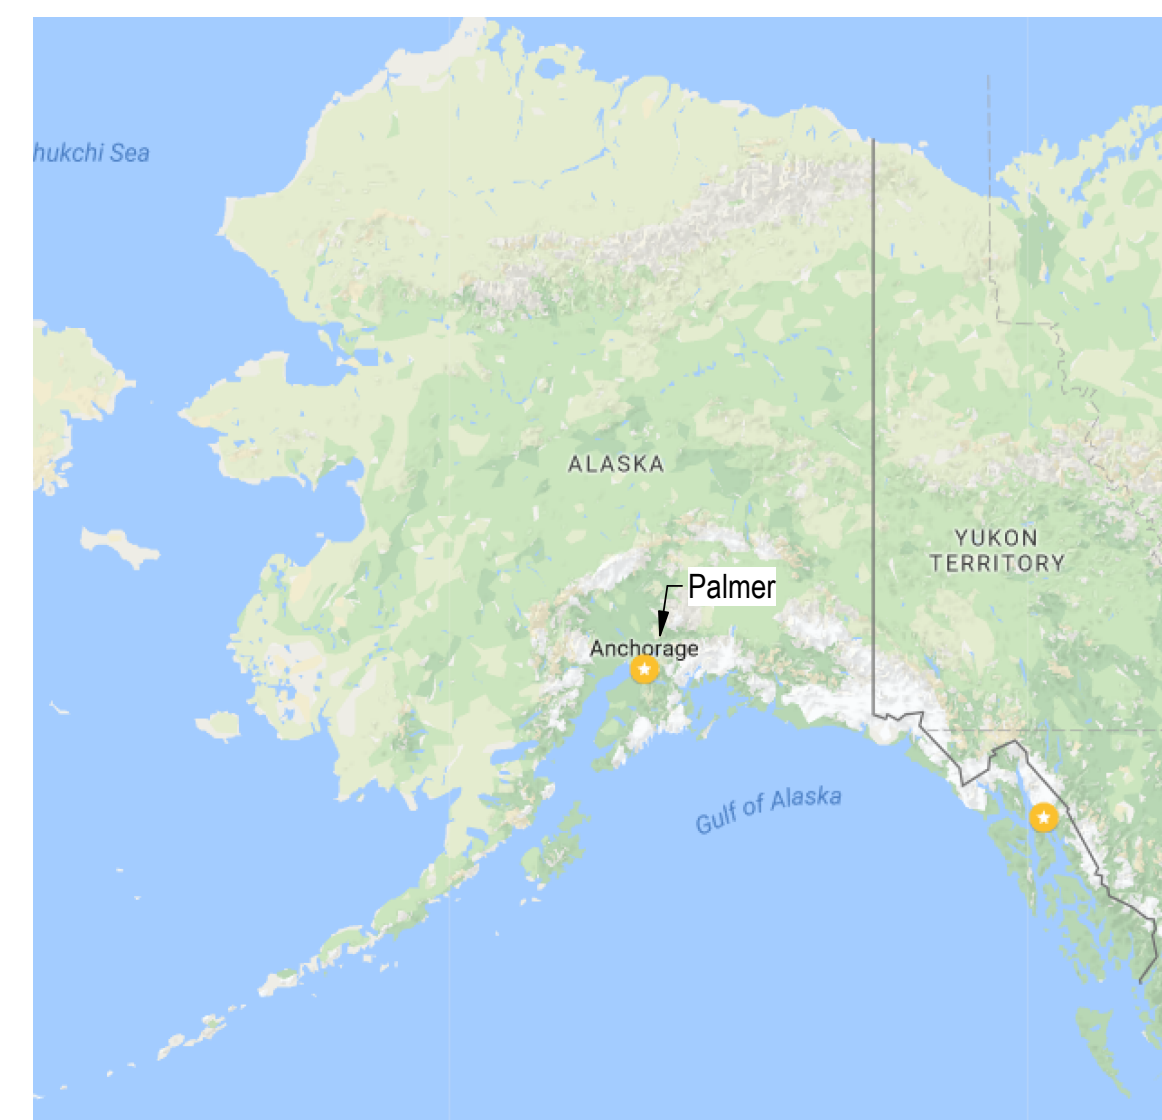 hukchi Sea
ALASKA
YUKON
TERRITORY
Palmer
Anchorage
Gulf of Alaska